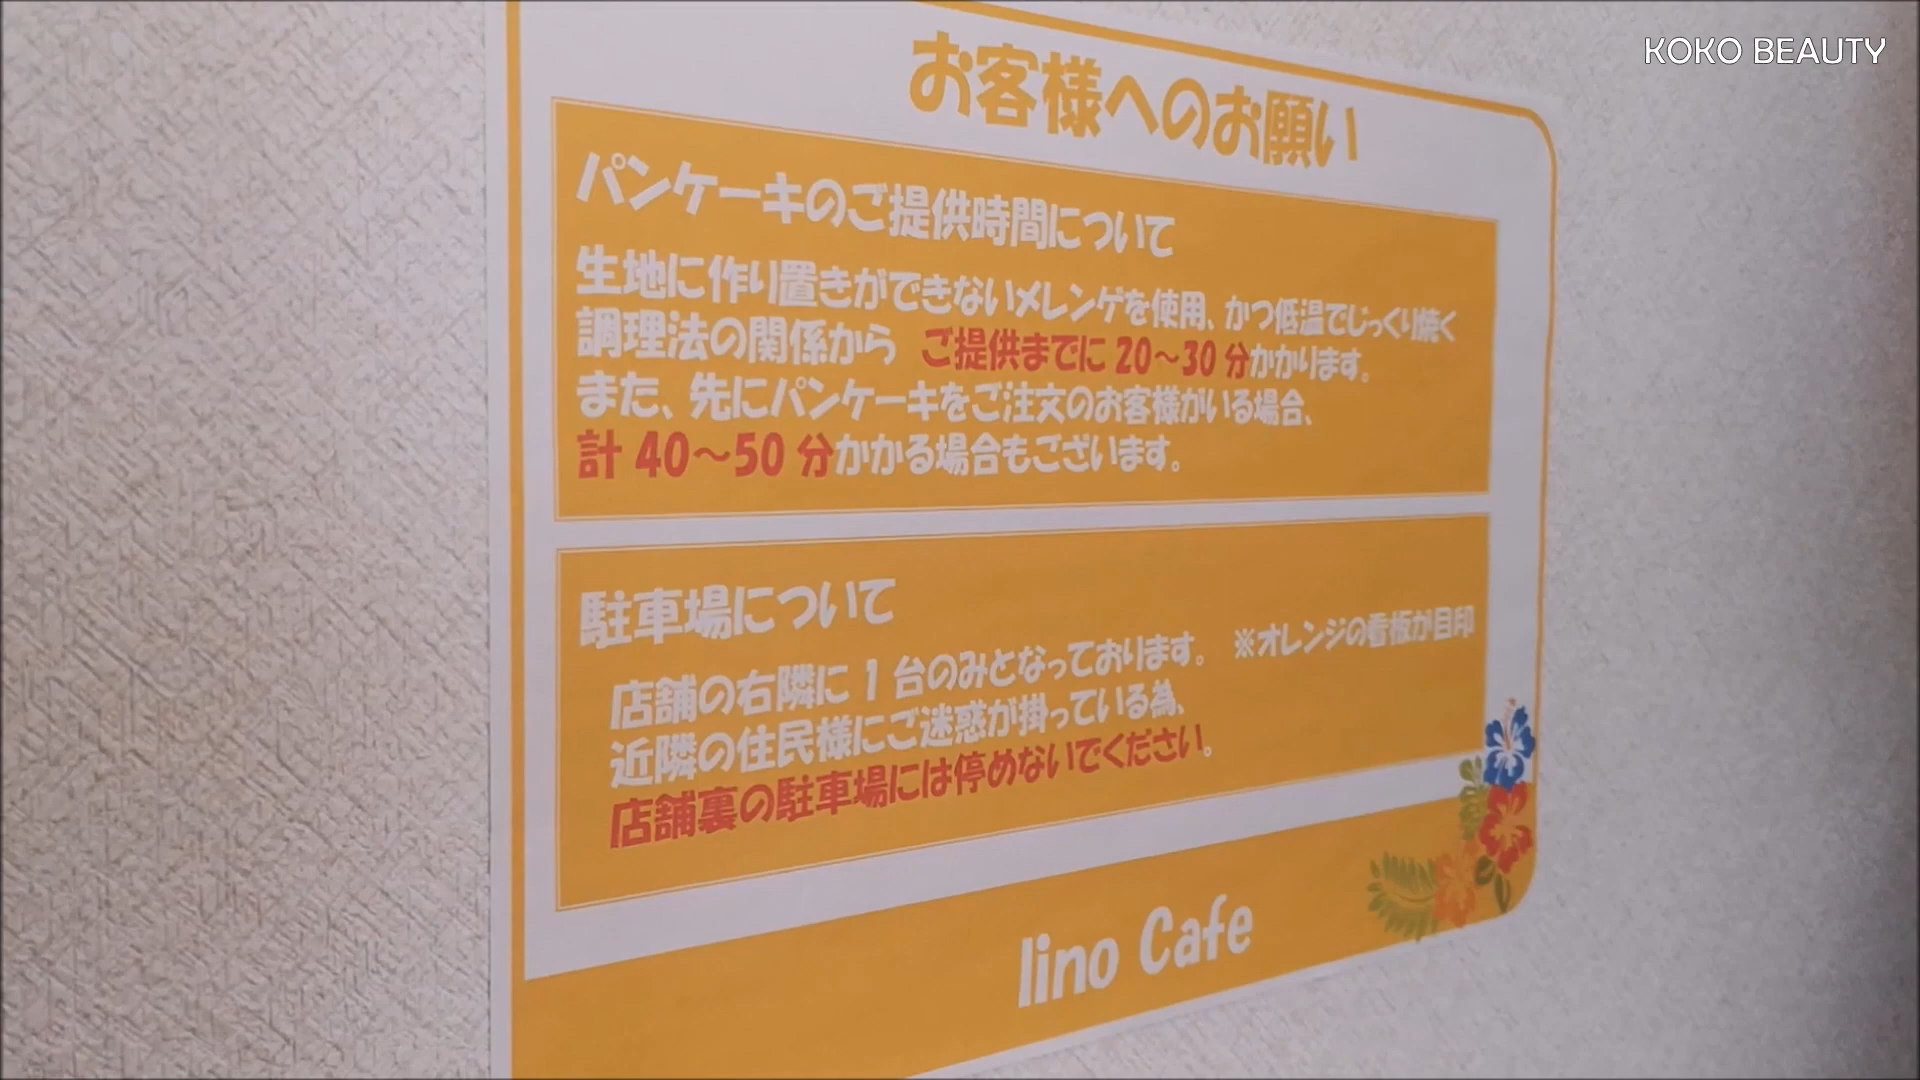 KOKO BEAUTY
お客様へのお願い
パンケーキのご提供時間について
生地に作り置きができないメレンゲを使用、かつ低温でじっくり焼く
調理法の関係から ご提供までに 20～30 分かかります。
また、先にパンケーキをご注文のお客様がいる場合、
計 40～50 分かかる場合もございます。
駐車場について
店舗の右隣に 1 台のみとなっております。 ※オレンジの看板が目印
近隣の住民様にご迷惑が掛っている為、
店舗裏の駐車場には停めないでください。
lino Cafe